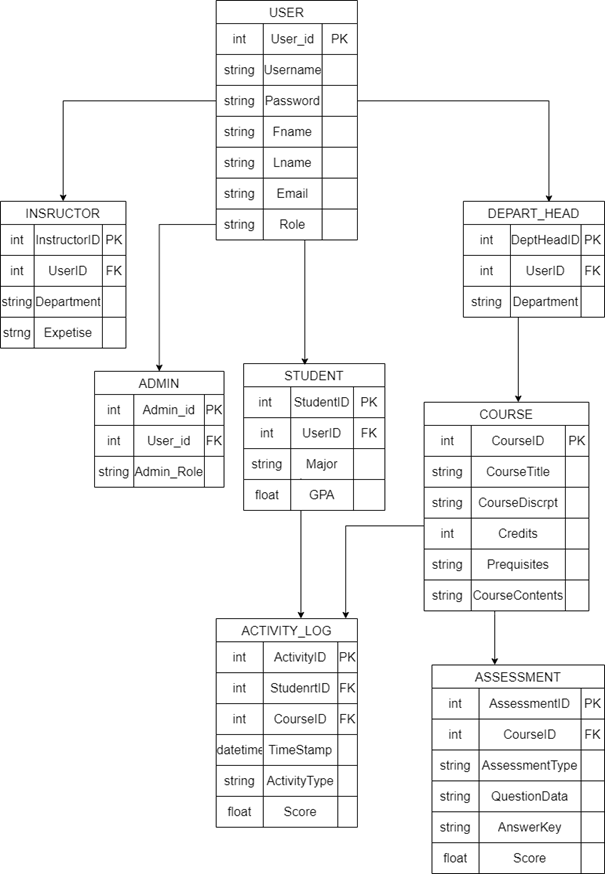 USER
int User_id PK
string Username
string Password
string Fname
string Lname
string Email
string Role
INSRUCTOR
int InstructorID PK
int UserID FK
string Department
strng Expetise
DEPART_HEAD
int DeptHeadID PK
int UserID FK
string Department
ADMIN
int Admin_id PK
int User_id FK
string Admin_Role
STUDENT
int StudentID PK
int UserID FK
string Major
float GPA
COURSE
int CourseID PK
string CourseTitle
string CourseDiscrpt
int Credits
string Prequisites
string CourseContents
ACTIVITY_LOG
int ActivityID PK
int StudenrtID FK
int CourseID FK
datetime TimeStamp
string ActivityType
float Score
ASSESSMENT
int AssessmentID PK
int CourseID FK
string AssessmentType
string QuestionData
string AnswerKey
float Score